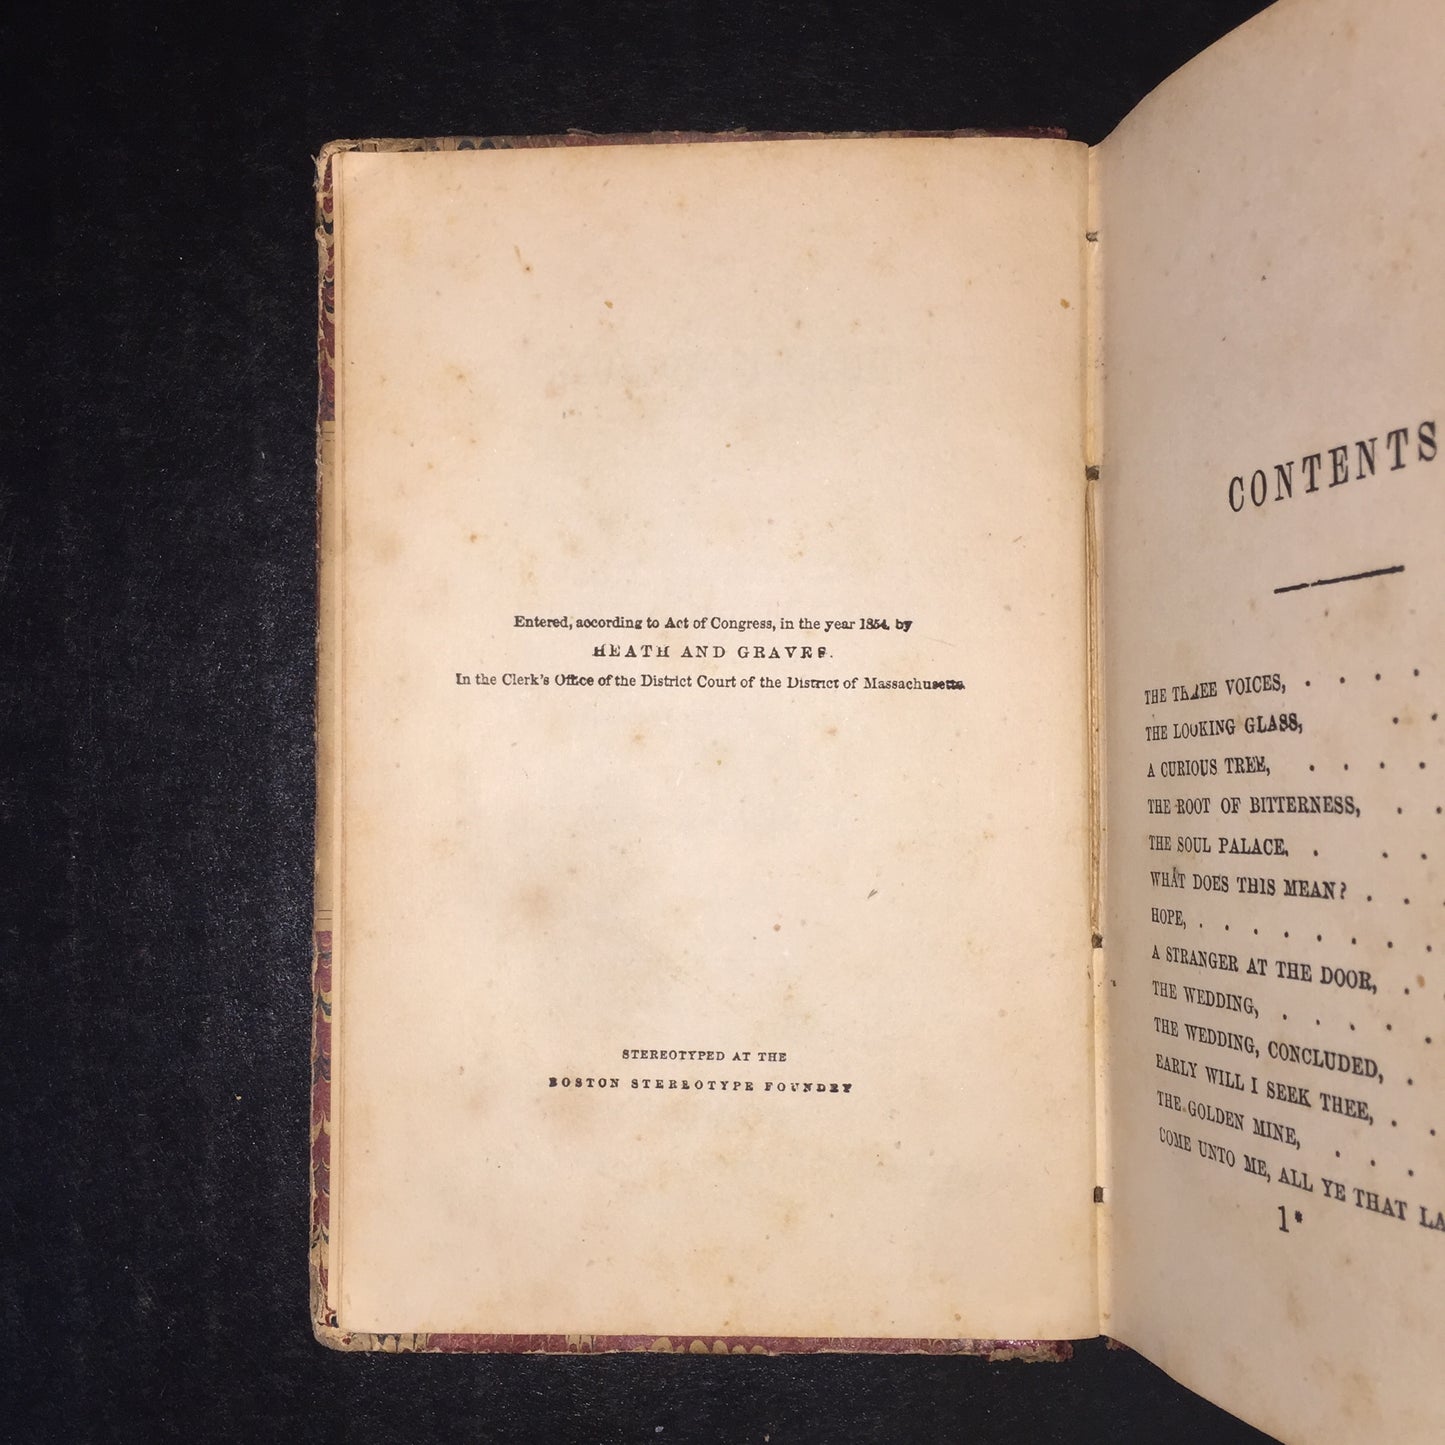 Entered, according to Act of Congress, in the year 1854, by
HEATH AND GRAVES.
In the Clerk's Office of the District Court of the District of Massachusetts.
STEREOTYPED AT THE
BOSTON STEREOTYPE FOUNDRY
CONTENTS
THE THREE VOICES, . . . .
THE LOOKING GLASS, . .
A CURIOUS TREE, . . . .
THE ROOT OF BITTERNESS, . .
THE SOUL PALACE, . . .
WHAT DOES THIS MEAN? . . .
HOPE, . . . . . . . .
A STRANGER AT THE DOOR, . .
THE WEDDING, . . . . .
THE WEDDING, CONCLUDED, . .
EARLY WILL I SEEK THEE, . .
THE GOLDEN MINE, . . .
COME UNTO ME, ALL YE THAT LA
1*